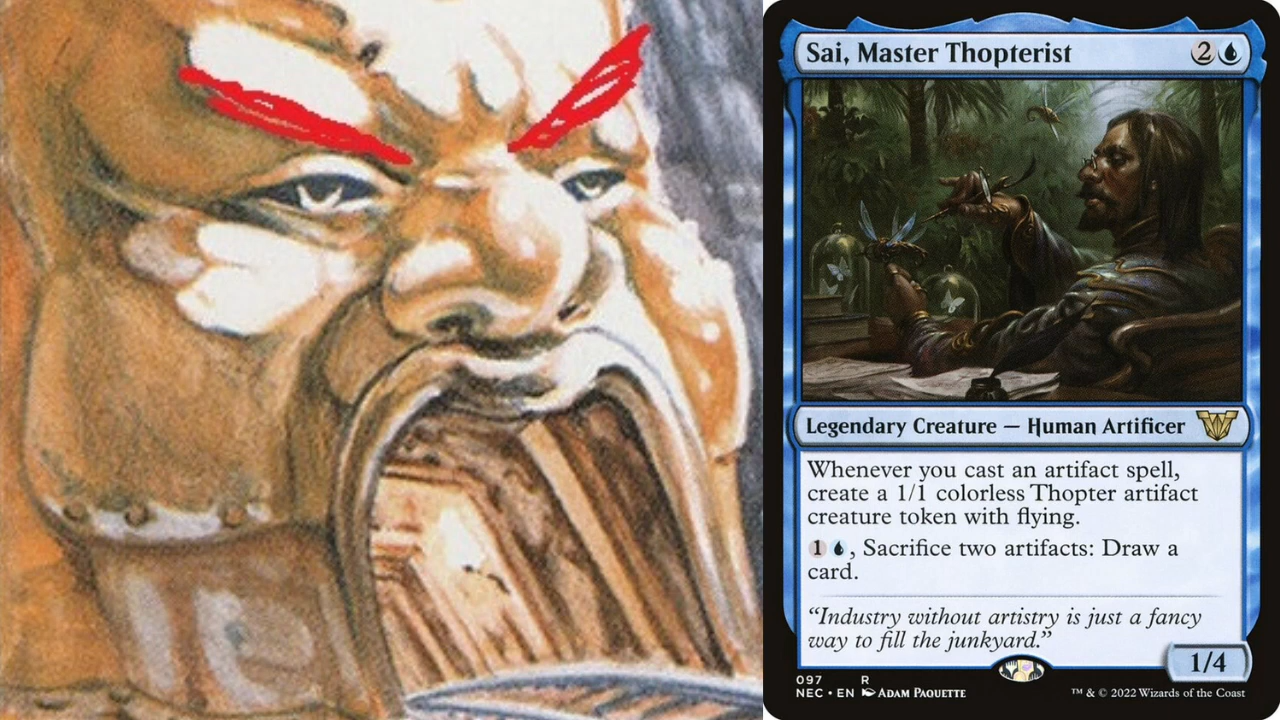 Sai, Master Thopterist 2
Legendary Creature — Human Artificer
Whenever you cast an artifact spell,
create a 1/1 colorless Thopter artifact
creature token with flying.
1 , Sacrifice two artifacts: Draw a
card.
“Industry without artistry is just a fancy
way to fill the junkyard.”
1/4
097 R
NEC • EN ADAM PAQUETTE ™ & © 2022 Wizards of the Coast